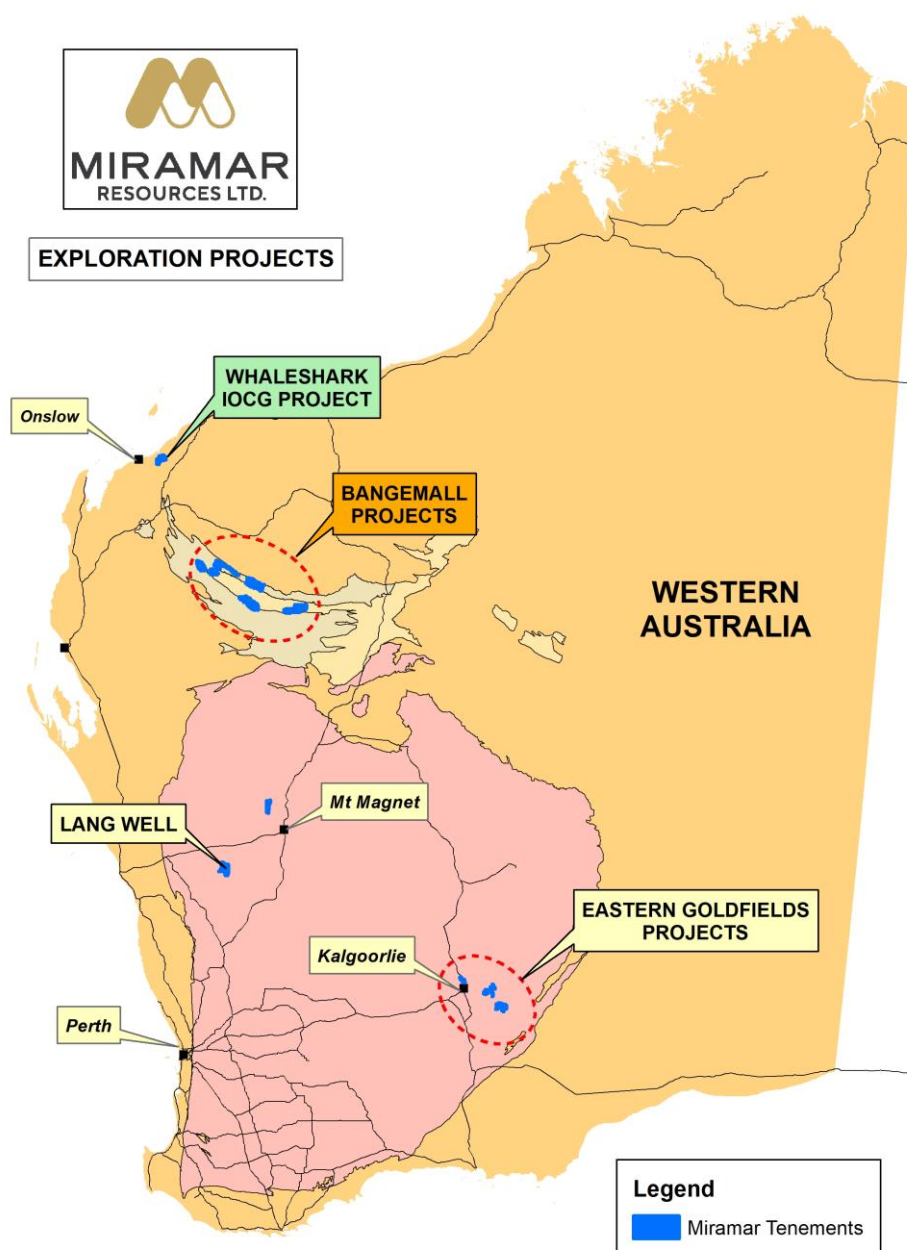 MIRAMAR
RESOURCES LTD.
EXPLORATION PROJECTS
WHALESHARK
IOCG PROJECT
Onslow
BANGEMALL
PROJECTS
WESTERN
AUSTRALIA
Mt Magnet
LANG WELL
EASTERN GOLDFIELDS
PROJECTS
Kalgoorlie
Perth
Legend
Miramar Tenements